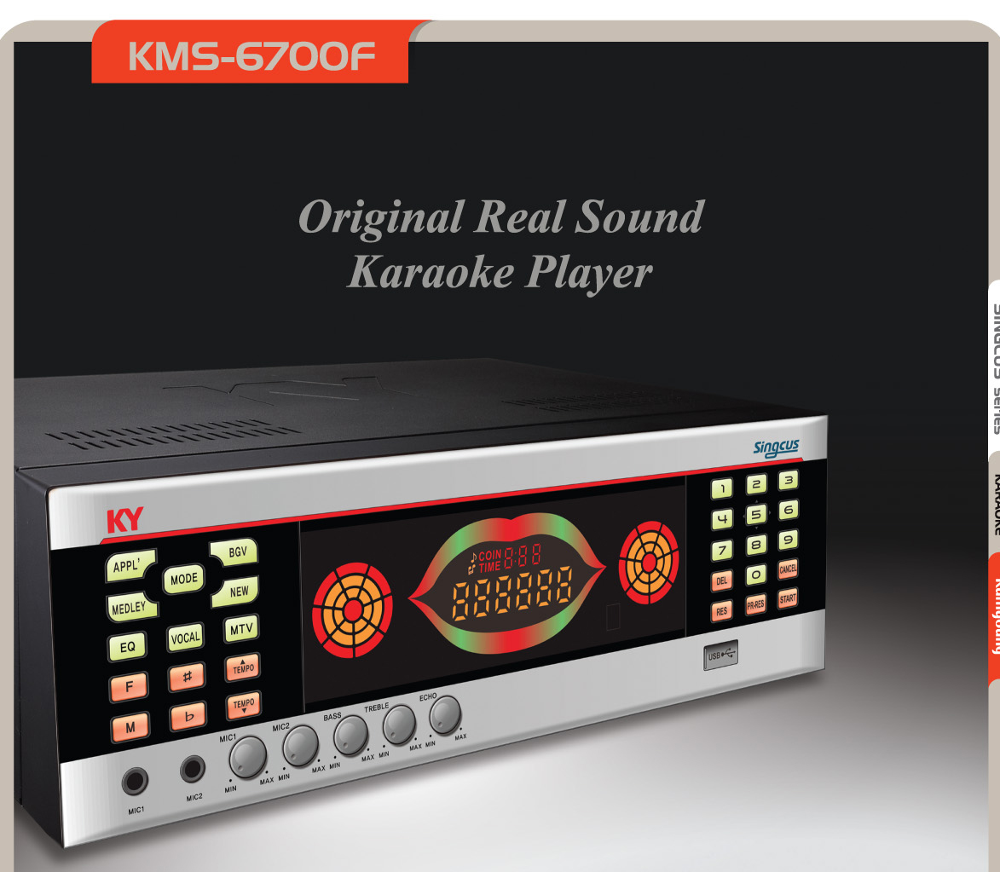 KMS-6700F
Original Real Sound
Karaoke Player
SINGCUS series
KARAOKE
Kumyoung
Singcus
KY
APPL'
BGV
MODE
MEDLEY
NEW
EQ
VOCAL
MTV
F
♯
TEMPO
M
♭
TEMPO
COIN
TIME 8:88
888888
1 2 3
4 5 6
7 8 9
DEL 0 CANCEL
RES PR-RES START
USB
MIC1 MIC2 BASS TREBLE ECHO
MIN MAX MIN MAX MIN MAX MIN MAX MIN MAX
MIC1 MIC2